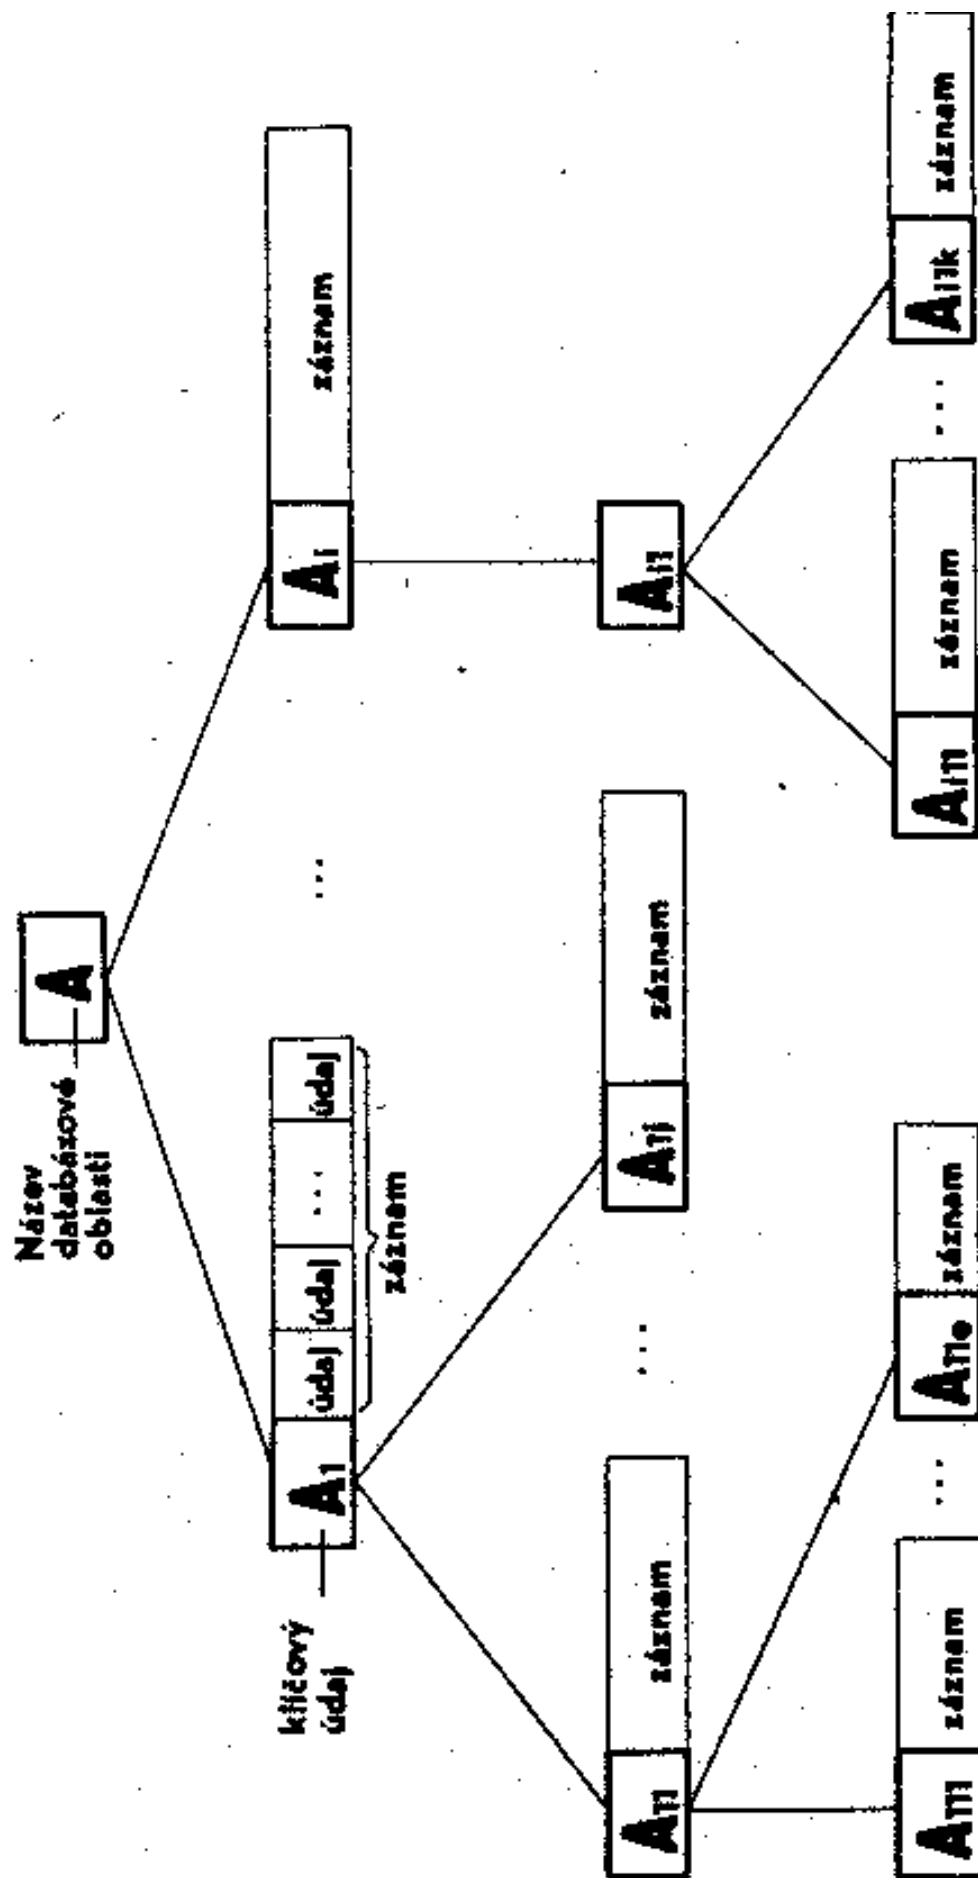 Název
databázové
oblasti
A
klíčový
údaj
A1
údaj
údaj
...
údaj
záznam
...
Ai
záznam
A11
záznam
...
A1j
záznam
Ai1
A111
záznam
...
A11e
záznam
Ai11
záznam
...
Ai1k
záznam